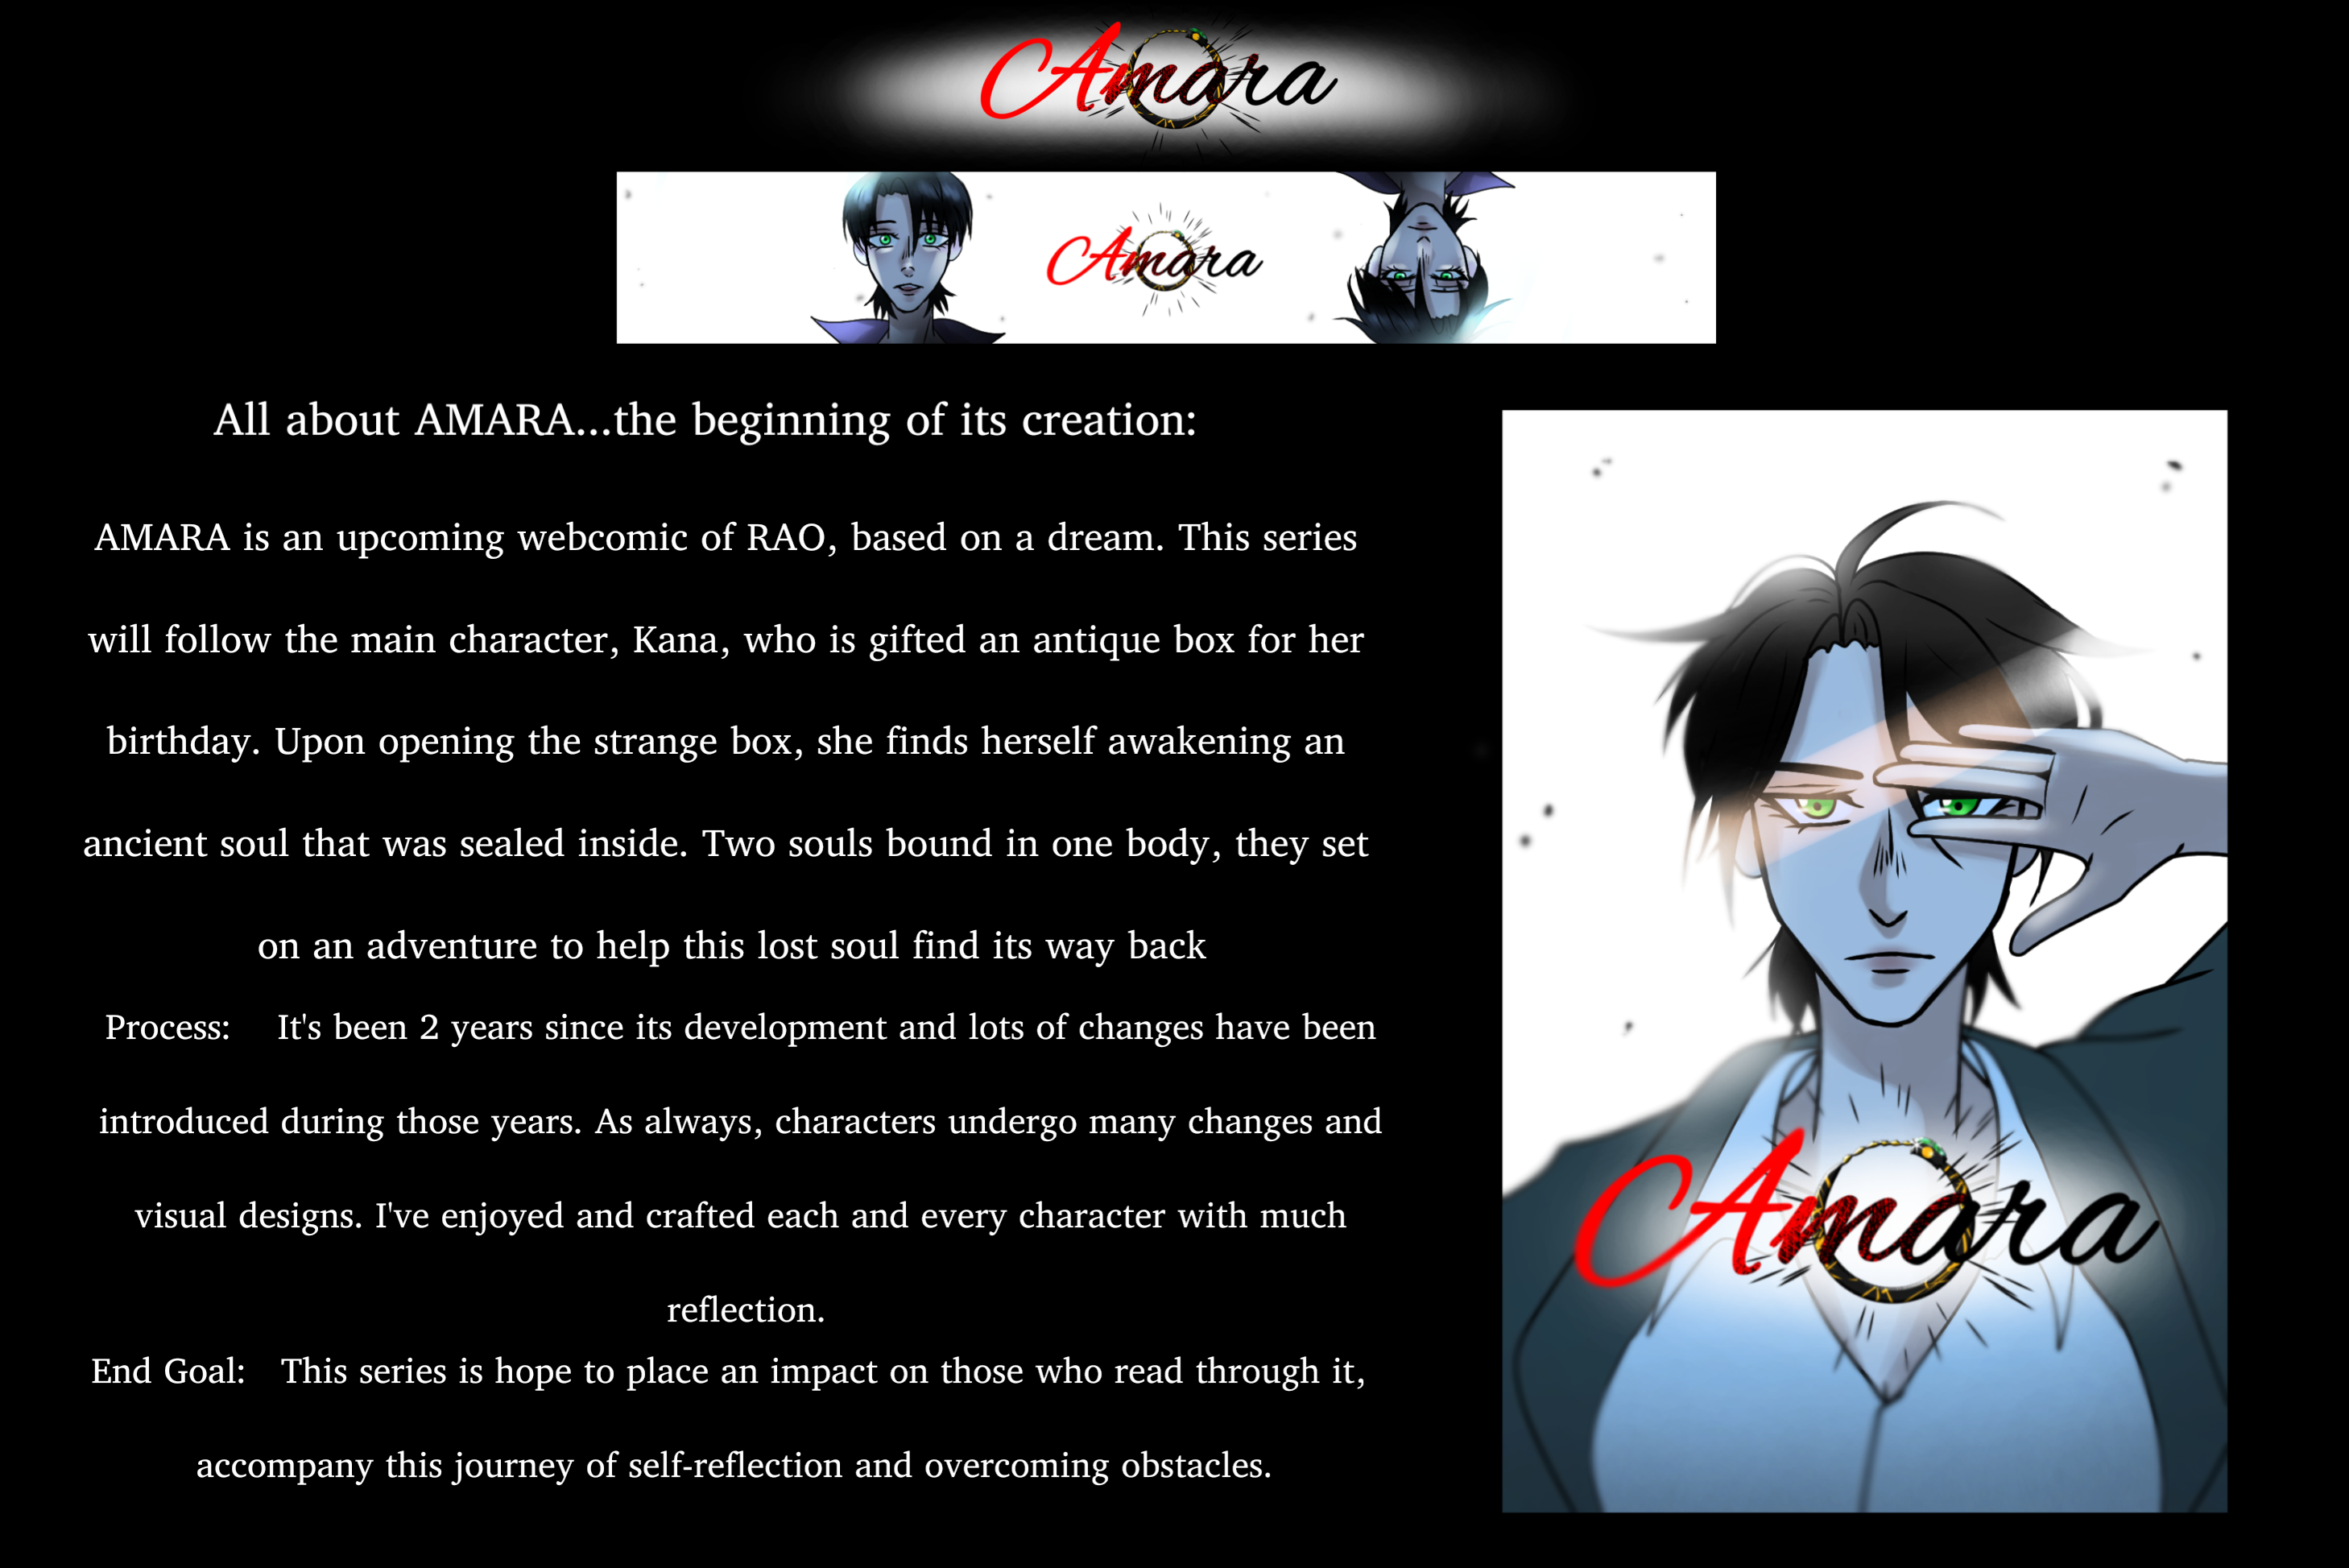 Amara
Amara
All about AMARA...the beginning of its creation:
AMARA is an upcoming webcomic of RAO, based on a dream. This series
will follow the main character, Kana, who is gifted an antique box for her
birthday. Upon opening the strange box, she finds herself awakening an
ancient soul that was sealed inside. Two souls bound in one body, they set
on an adventure to help this lost soul find its way back
Process: It's been 2 years since its development and lots of changes have been
introduced during those years. As always, characters undergo many changes and
visual designs. I've enjoyed and crafted each and every character with much
reflection.
End Goal: This series is hope to place an impact on those who read through it,
accompany this journey of self-reflection and overcoming obstacles.
Amara